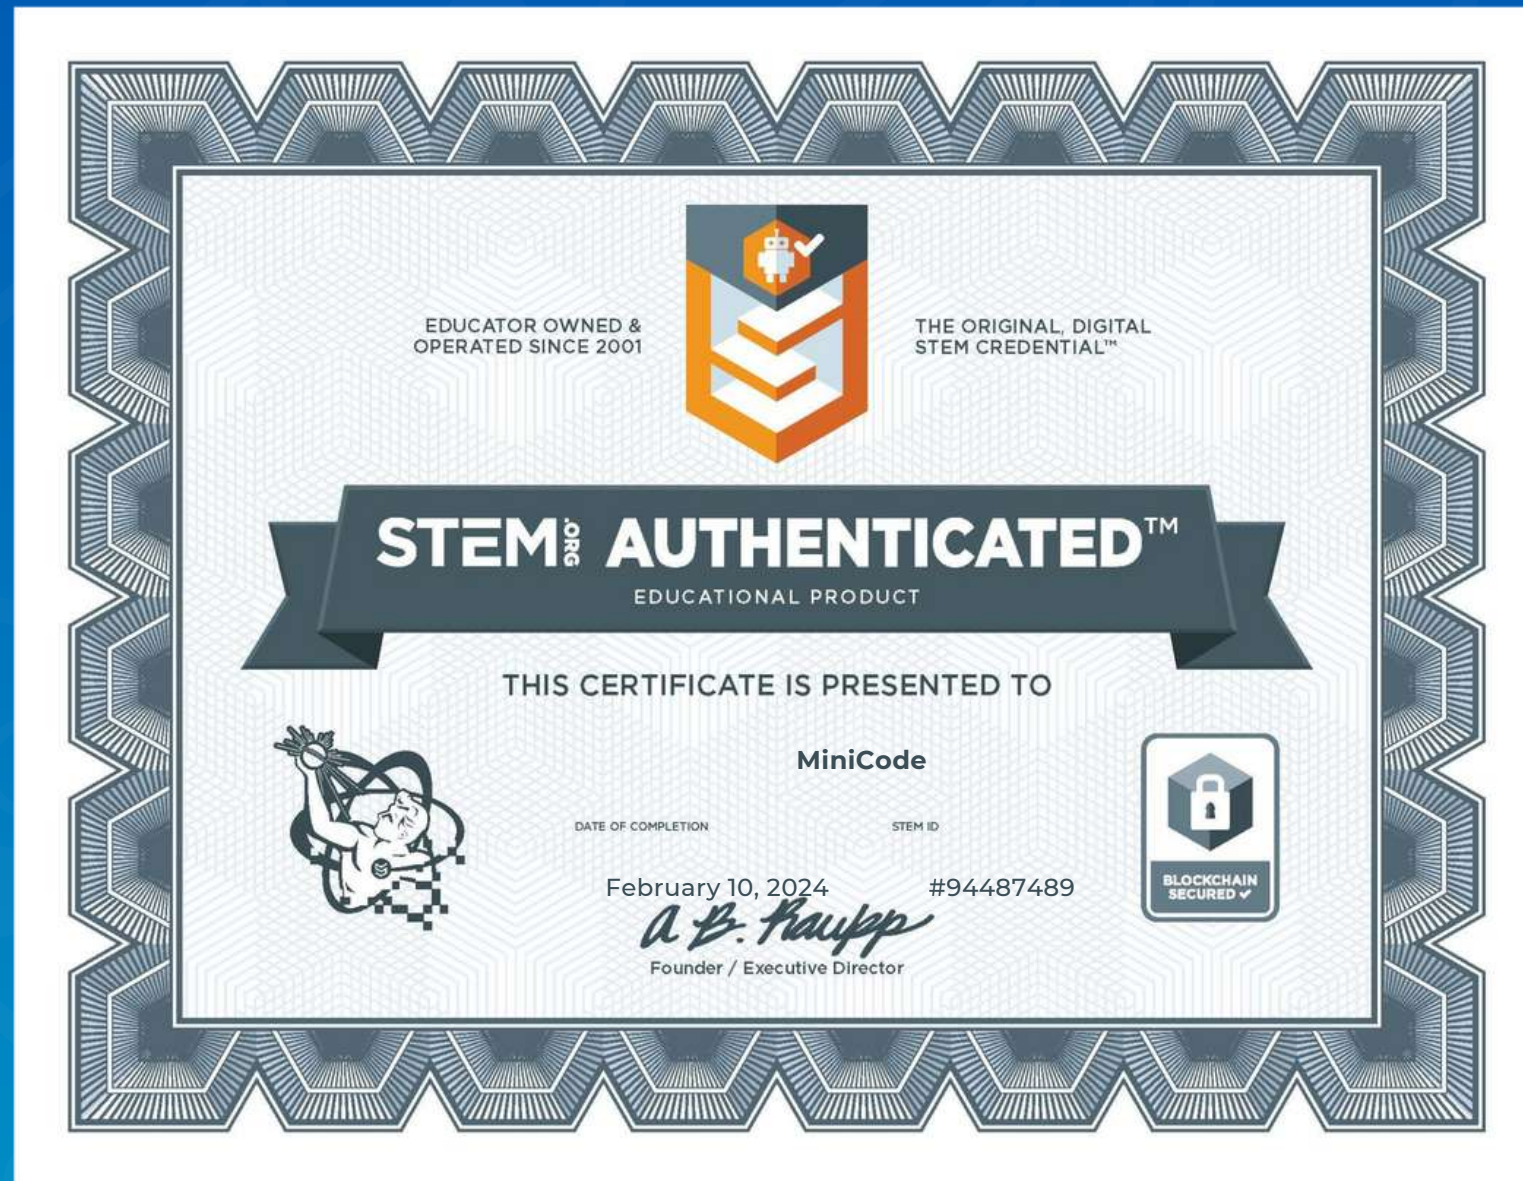 EDUCATOR OWNED &
OPERATED SINCE 2001
THE ORIGINAL, DIGITAL
STEM CREDENTIAL™
STEM.ORG AUTHENTICATED™
EDUCATIONAL PRODUCT
THIS CERTIFICATE IS PRESENTED TO
MiniCode
DATE OF COMPLETION
STEM ID
February 10, 2024
#94487489
BLOCKCHAIN
SECURED ✓
A B. Raupp
Founder / Executive Director